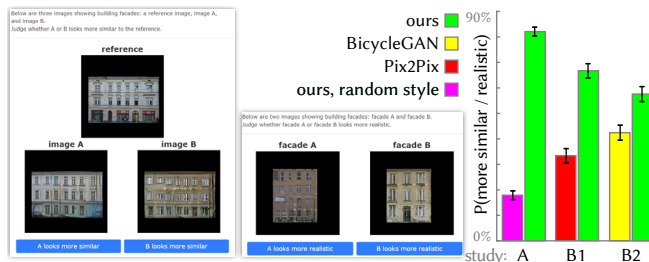 Below are three images showing building facades: a reference image, image A,
and image B.
Judge whether A or B looks more similar to the reference.
reference
image A
image B
A looks more similar
B looks more similar
Below are two images showing building facades: facade A and facade B.
Judge whether facade A or facade B looks more realistic.
facade A
facade B
A looks more realistic
B looks more realistic
ours
BicycleGAN
Pix2Pix
ours, random style
90%
P(more similar / realistic)
0%
study: A B1 B2